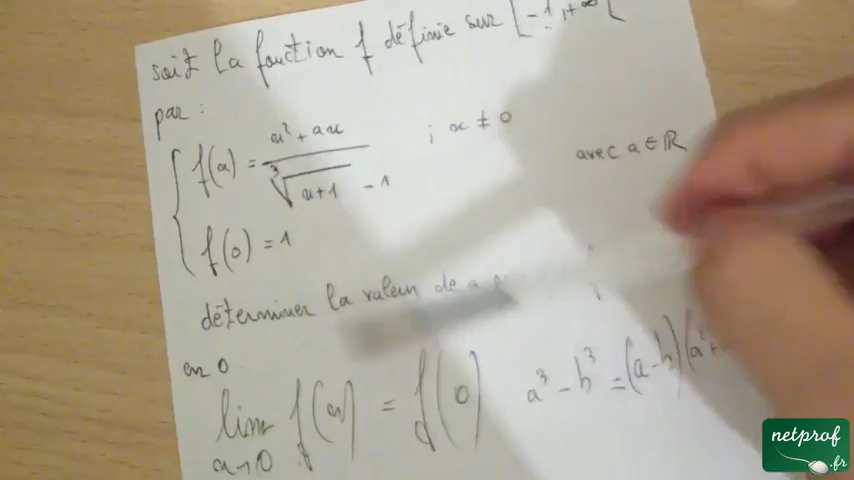 soit la fonction f définie sur [-1,+∞[
par :
f(x) = x² + ax / ∛(x+1) - 1 ; x ≠ 0
avec a ∈ ℝ
f(0) = 1
déterminer la valeur de a
en 0
lim f(x) = f(0) a³ - b³ = (a-b)(a²+
x→0
netprof
.fr